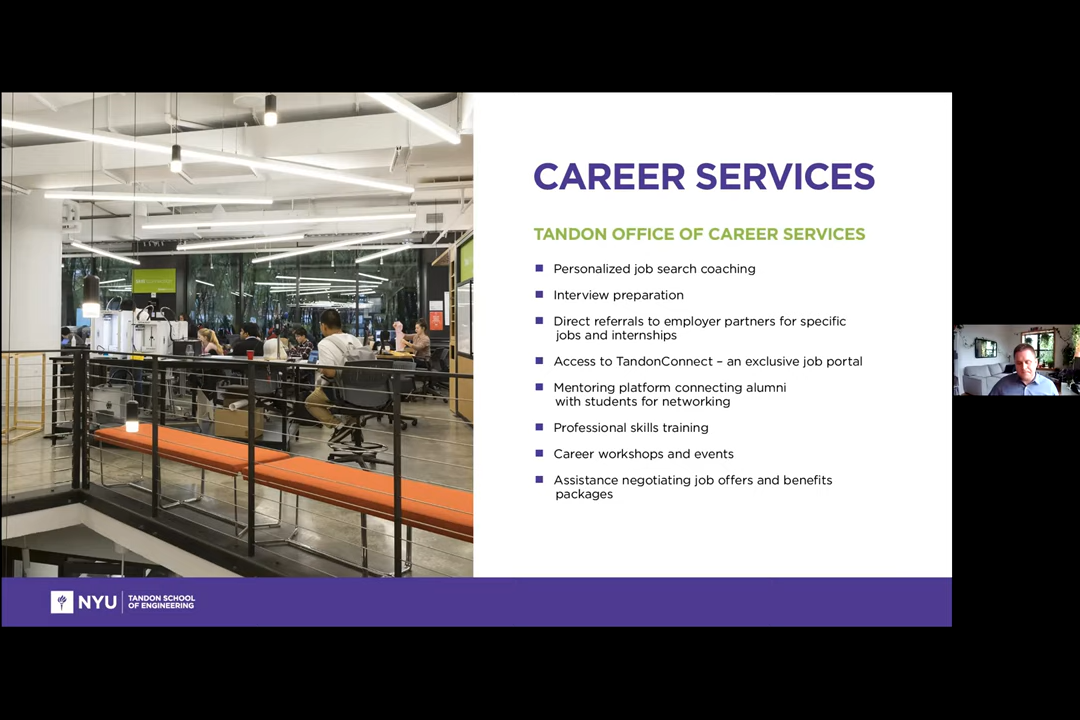 CAREER SERVICES
TANDON OFFICE OF CAREER SERVICES
Personalized job search coaching
Interview preparation
Direct referrals to employer partners for specific
jobs and internships
Access to TandonConnect – an exclusive job portal
Mentoring platform connecting alumni
with students for networking
Professional skills training
Career workshops and events
Assistance negotiating job offers and benefits
packages
NYU
TANDON SCHOOL
OF ENGINEERING